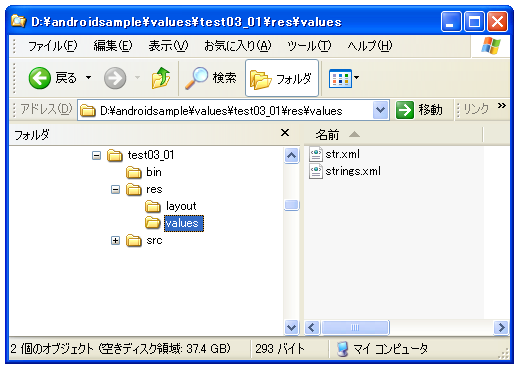 D:¥androidsample¥values¥test03_01¥res¥values
ファイル(F) 編集(E) 表示(V) お気に入り(A) ツール(T) ヘルプ(H)
戻る 検索 フォルダ
アドレス(D) D:¥androidsample¥values¥test03_01¥res¥values 移動 リンク »
フォルダ 名前
test03_01 str.xml
bin strings.xml
res
layout
values
src
2 個のオブジェクト (空きディスク領域: 37.4 GB) 293 バイト マイ コンピュータ